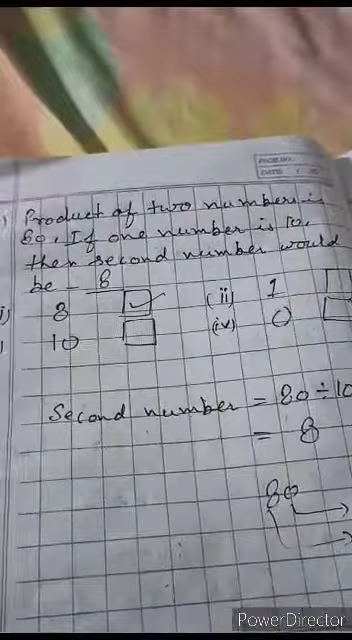 PAGE NO.:
DATE: / /
) Product of two numbers is
80. If one number is 10,
then second number would
be - 8
i) 8 ✓ (ii) 1
) 10 (iv) 0
Second number = 80 ÷ 10
= 8
80
PowerDirector